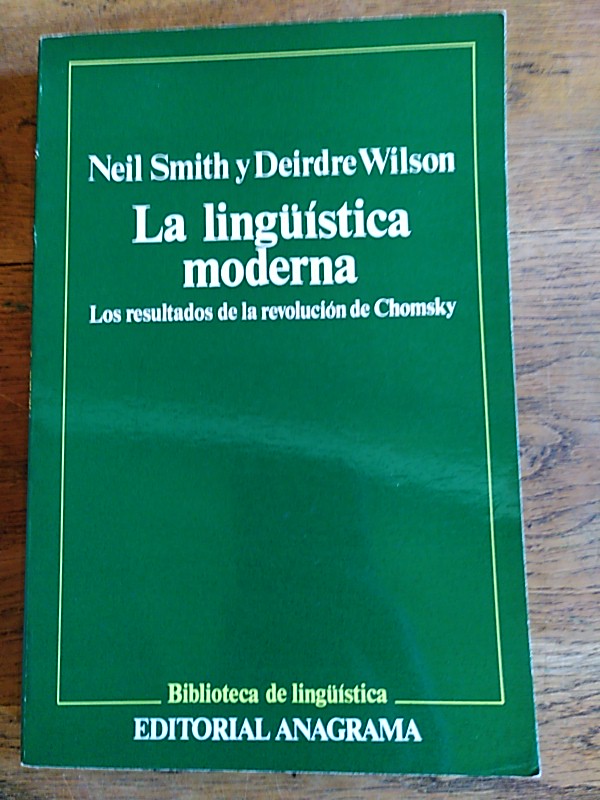 Neil Smith y Deirdre Wilson
La lingüística
moderna
Los resultados de la revolución de Chomsky
Biblioteca de lingüística
EDITORIAL ANAGRAMA